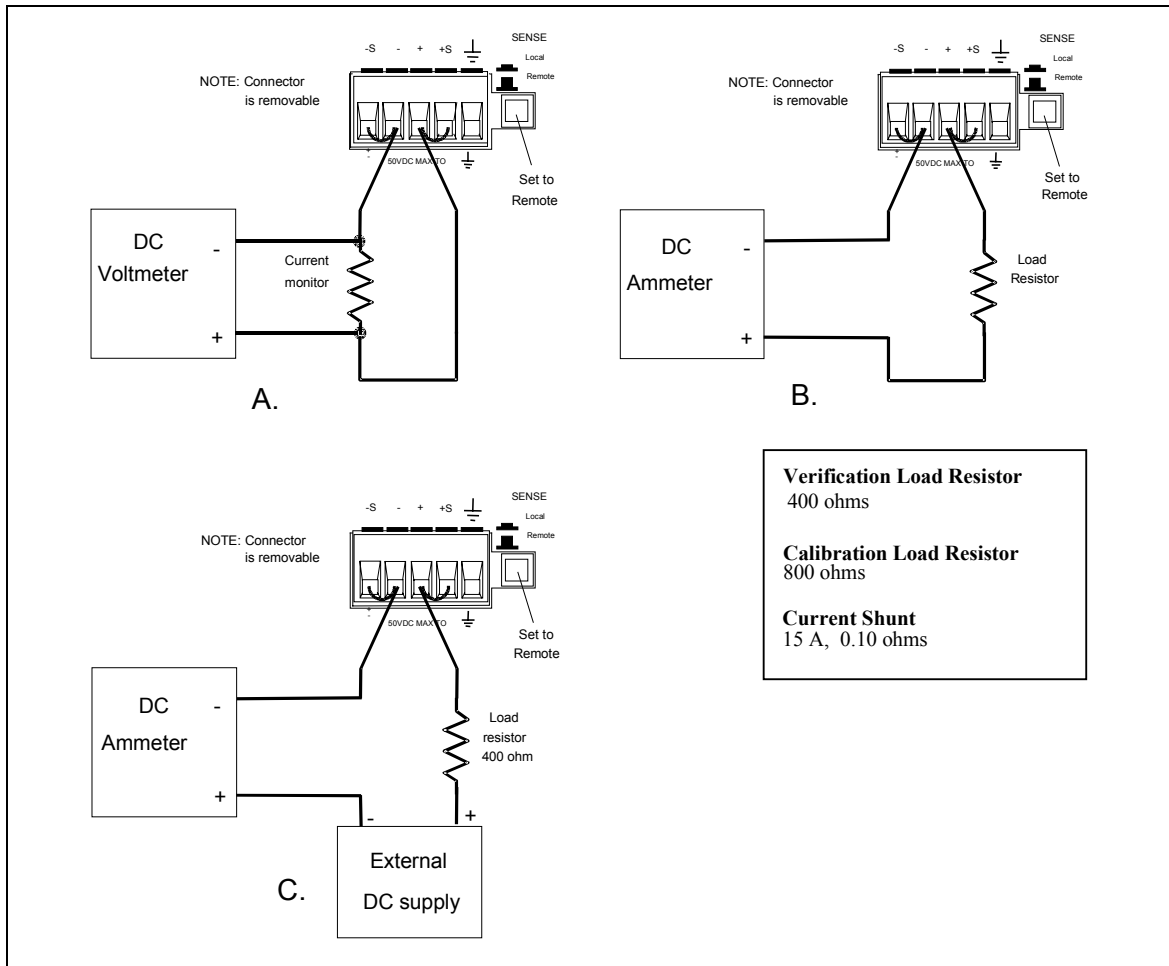 -S - + +S
SENSE
Local
Remote
NOTE: Connector
is removable
+
-
50VDC MAX TO
Set to
Remote
DC
Voltmeter
-
+
Current
monitor
A.
-S - + +S
SENSE
Local
Remote
NOTE: Connector
is removable
+
-
50VDC MAX TO
Set to
Remote
DC
Ammeter
-
+
Load
Resistor
B.
-S - + +S
SENSE
Local
Remote
NOTE: Connector
is removable
+
-
50VDC MAX TO
Set to
Remote
DC
Ammeter
-
+
Load
resistor
400 ohm
- +
External
DC supply
C.
Verification Load Resistor
400 ohms
Calibration Load Resistor
800 ohms
Current Shunt
15 A, 0.10 ohms